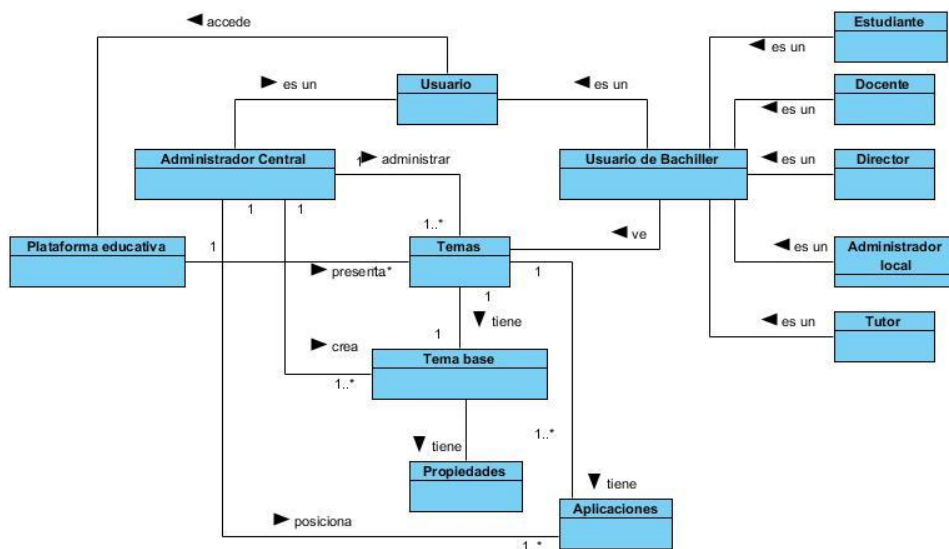 accede
Estudiante
es un
Usuario
es un
es un
Docente
es un
Administrador Central
1
administrar
Usuario de Bachiller
es un
Director
1
1
1..*
ve
Plataforma educativa
1
Temas
es un
Administrador
local
presenta*
1
1
tiene
es un
Tutor
1
crea
Tema base
1..*
1..*
tiene
Propiedades
tiene
Aplicaciones
posiciona
1..*